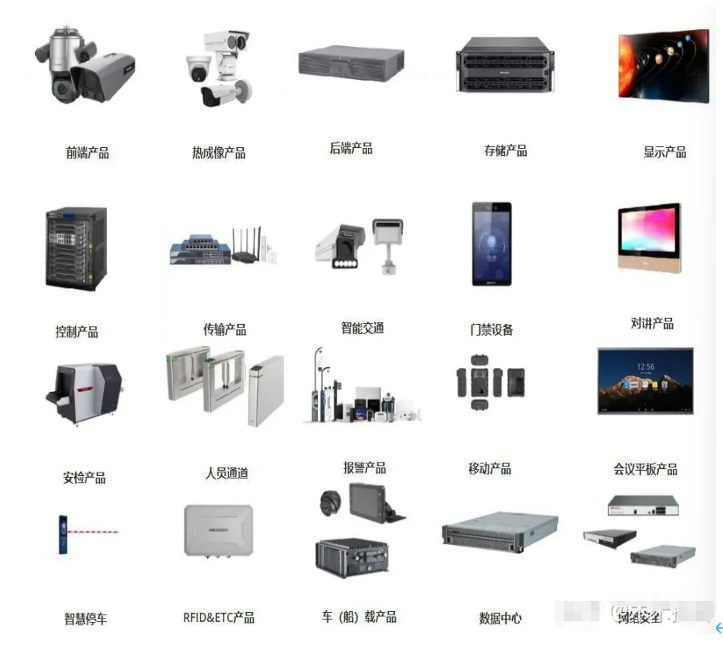 前端产品
热成像产品
后端产品
存储产品
显示产品
控制产品
传输产品
智能交通
门禁设备
对讲产品
12:56
安检产品
人员通道
报警产品
移动产品
会议平板产品
HIKVISION
智慧停车
RFID&ETC产品
车（船）载产品
数据中心
网络安全